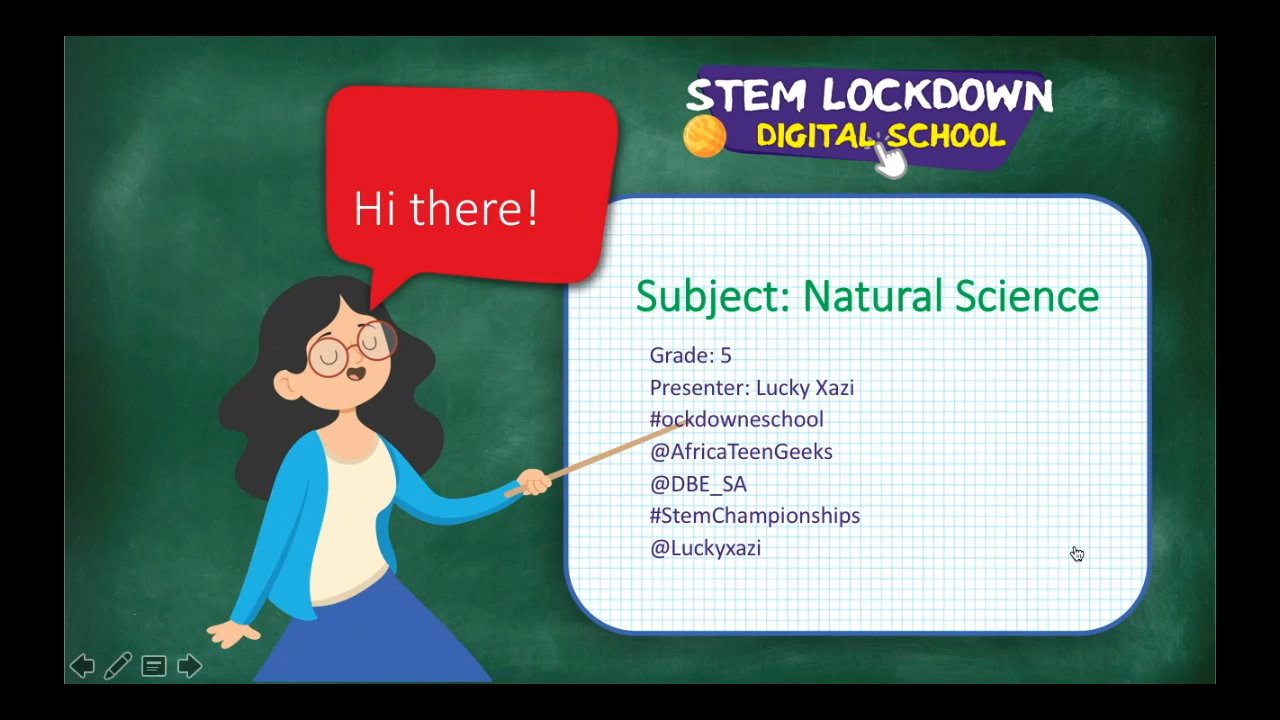 STEM LOCKDOWN
DIGITAL SCHOOL
Hi there!
Subject: Natural Science
Grade: 5
Presenter: Lucky Xazi
#ockdowneschool
@AfricaTeenGeeks
@DBE_SA
#StemChampionships
@Luckyxazi